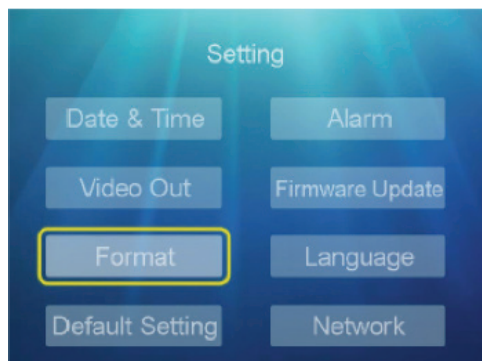 Setting
Date & Time
Alarm
Video Out
Firmware Update
Format
Language
Default Setting
Network